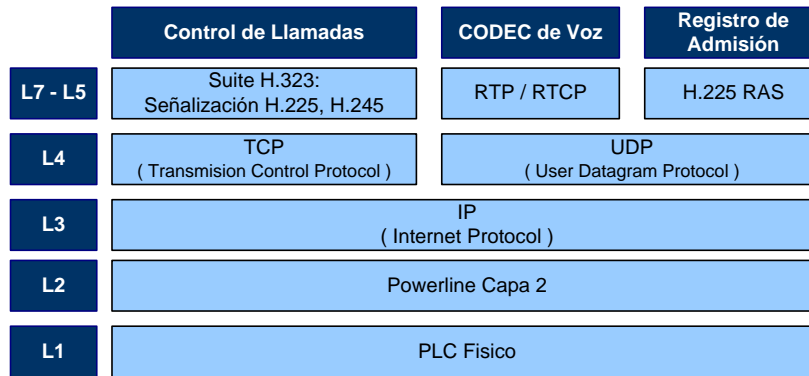 Control de Llamadas
CODEC de Voz
Registro de
Admisión
L7 - L5
Suite H.323:
Señalización H.225, H.245
RTP / RTCP
H.225 RAS
L4
TCP
( Transmision Control Protocol )
UDP
( User Datagram Protocol )
L3
IP
( Internet Protocol )
L2
Powerline Capa 2
L1
PLC Fisico